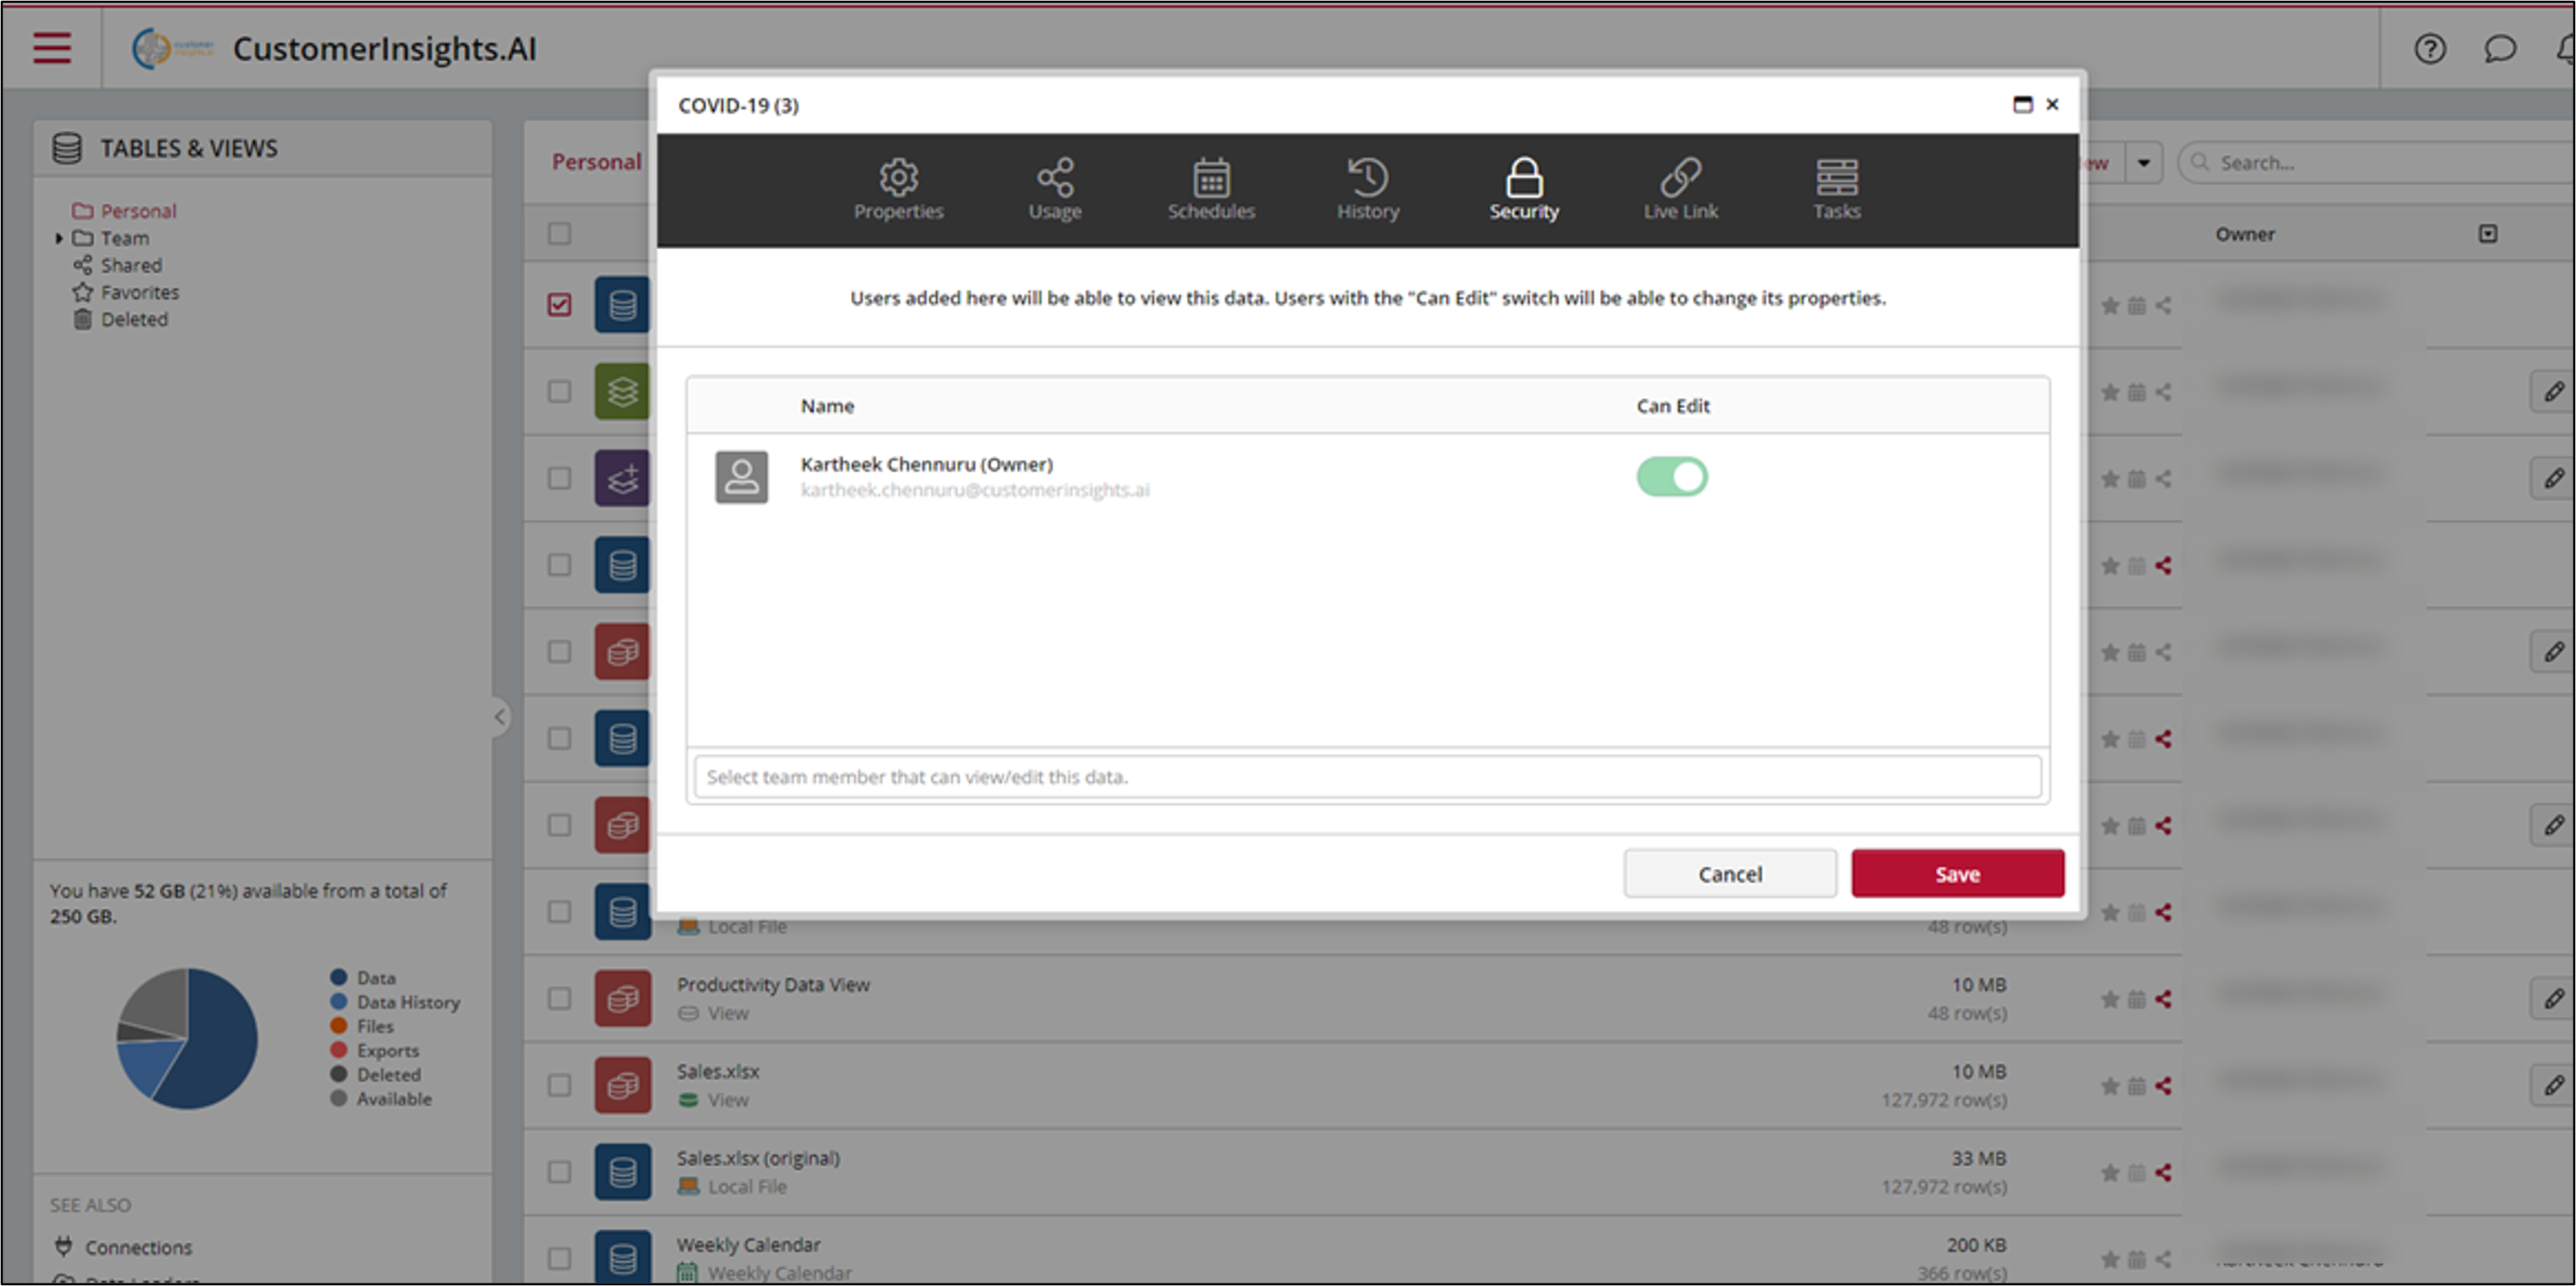 customer
insights.ai
CustomerInsights.AI
TABLES & VIEWS
Personal
Team
Shared
Favorites
Deleted
You have 52 GB (21%) available from a total of
250 GB.
Data
Data History
Files
Exports
Deleted
Available
SEE ALSO
Connections
Personal
Search...
Owner
COVID-19 (3)
Properties
Usage
Schedules
History
Security
Live Link
Tasks
Users added here will be able to view this data. Users with the "Can Edit" switch will be able to change its properties.
Name
Can Edit
Kartheek Chennuru (Owner)
kartheek.chennuru@customerinsights.ai
Select team member that can view/edit this data.
Cancel
Save
Local File
48 row(s)
Productivity Data View
10 MB
View
48 row(s)
Sales.xlsx
10 MB
View
127,972 row(s)
Sales.xlsx (original)
33 MB
Local File
127,972 row(s)
Weekly Calendar
200 KB
Weekly Calendar
366 row(s)